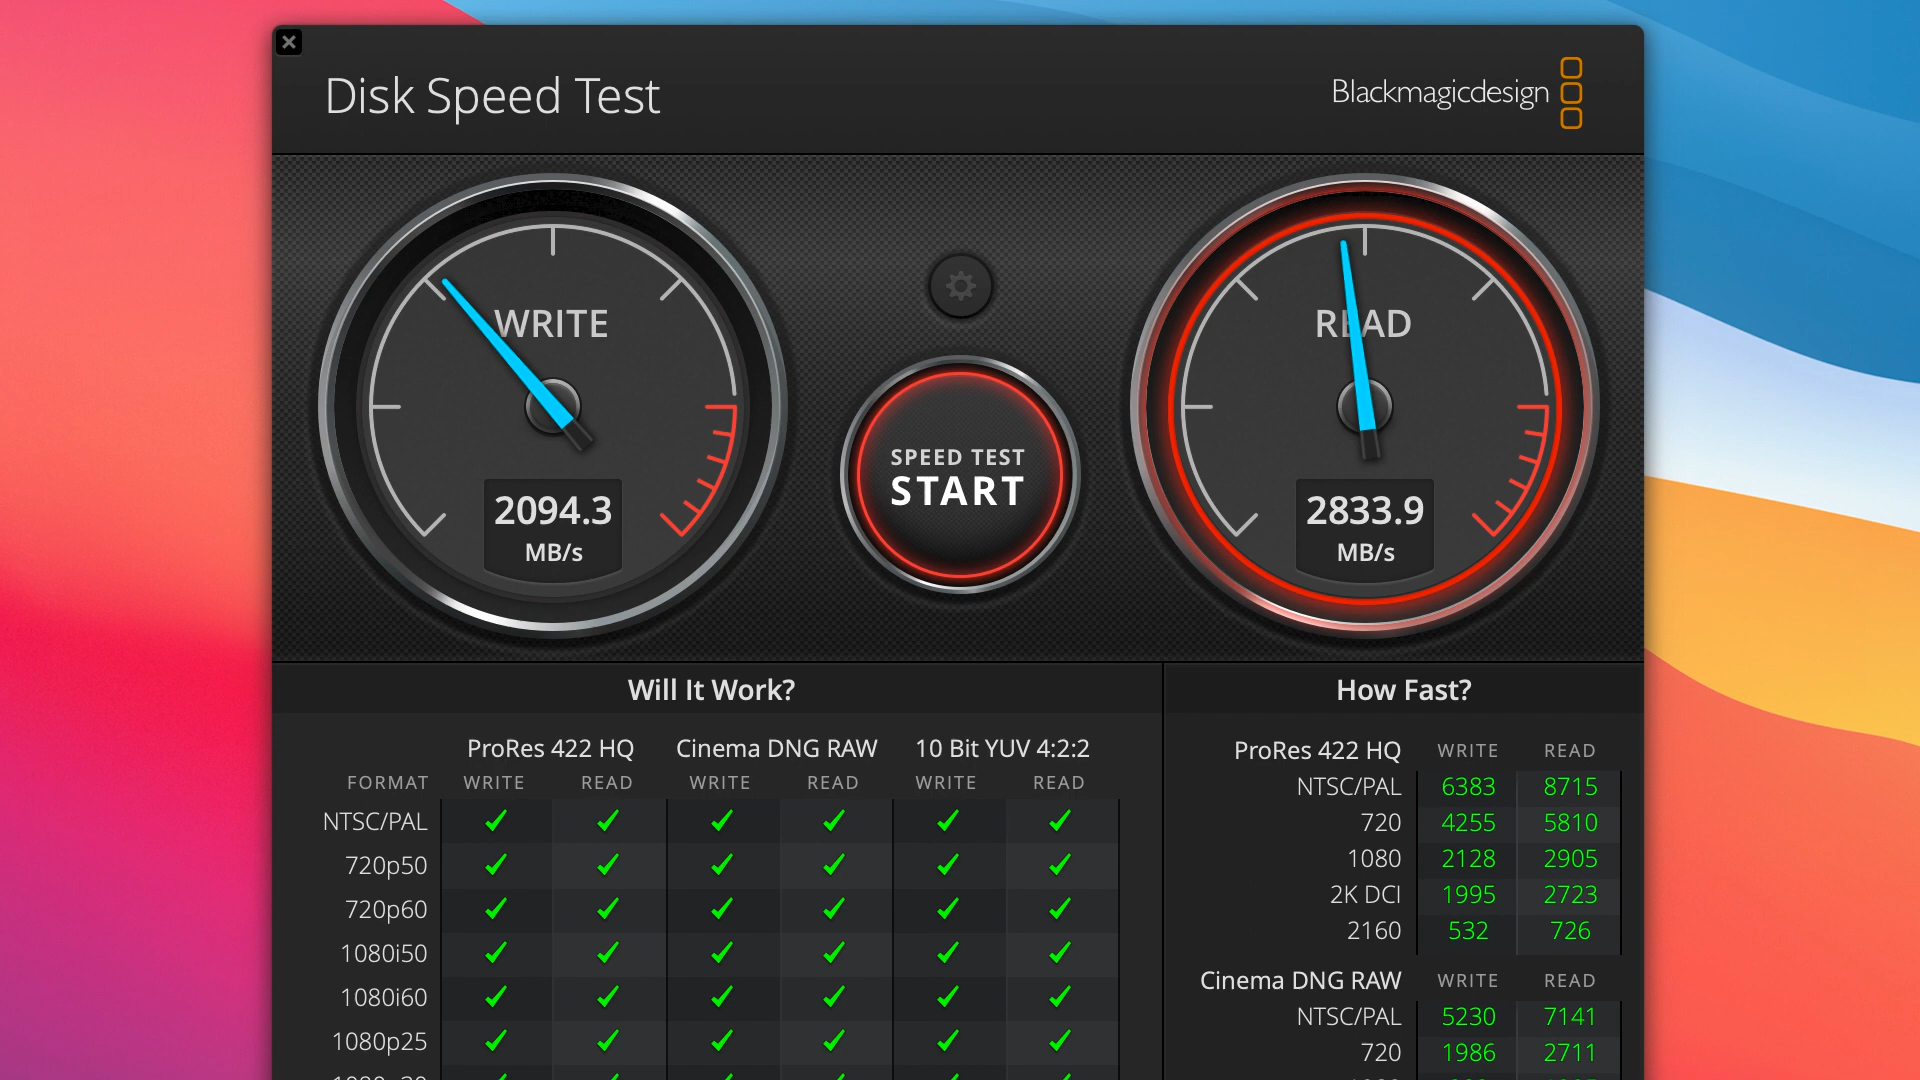 Disk Speed Test
Blackmagicdesign
WRITE
2094.3
MB/s
SPEED TEST
START
READ
2833.9
MB/s
Will It Work?
ProRes 422 HQ Cinema DNG RAW 10 Bit YUV 4:2:2
FORMAT WRITE READ WRITE READ WRITE READ
NTSC/PAL ✓ ✓ ✓ ✓ ✓ ✓
720p50 ✓ ✓ ✓ ✓ ✓ ✓
720p60 ✓ ✓ ✓ ✓ ✓ ✓
1080i50 ✓ ✓ ✓ ✓ ✓ ✓
1080i60 ✓ ✓ ✓ ✓ ✓ ✓
1080p25 ✓ ✓ ✓ ✓ ✓ ✓
How Fast?
ProRes 422 HQ WRITE READ
NTSC/PAL 6383 8715
720 4255 5810
1080 2128 2905
2K DCI 1995 2723
2160 532 726
Cinema DNG RAW WRITE READ
NTSC/PAL 5230 7141
720 1986 2711